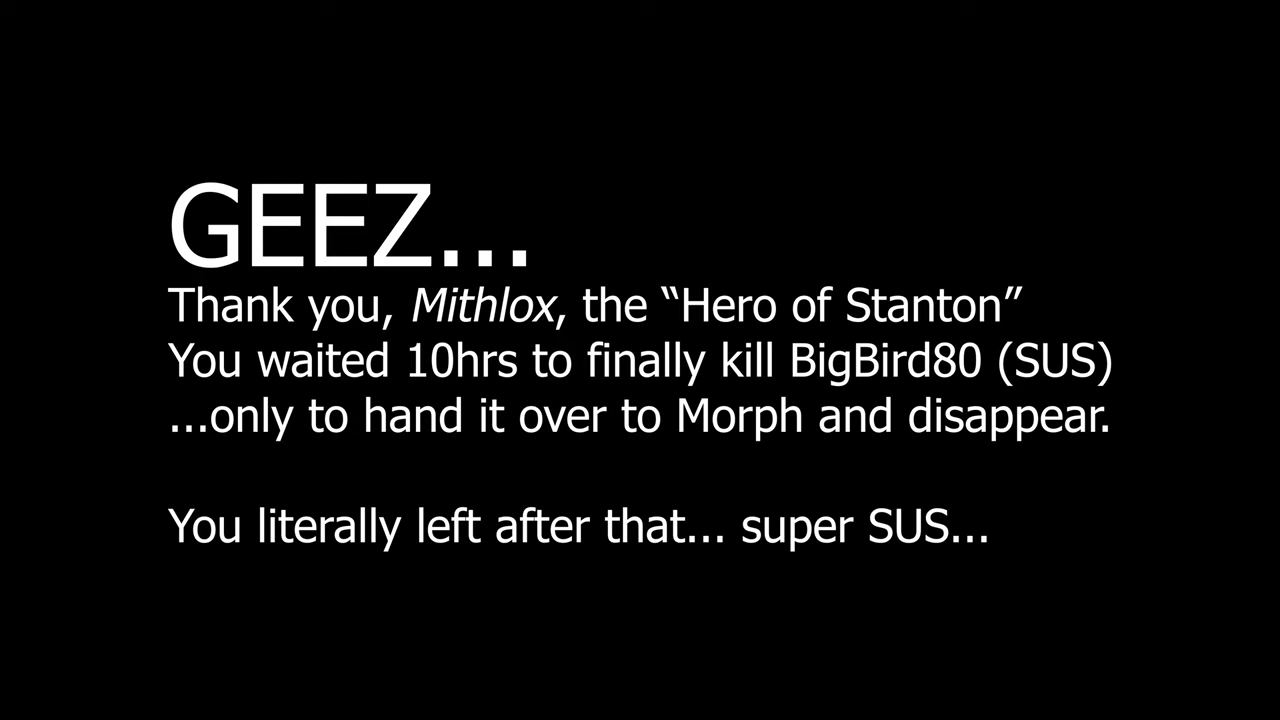 GEEZ...
Thank you, Mithlox, the “Hero of Stanton”
You waited 10hrs to finally kill BigBird80 (SUS)
...only to hand it over to Morph and disappear.
You literally left after that... super SUS...